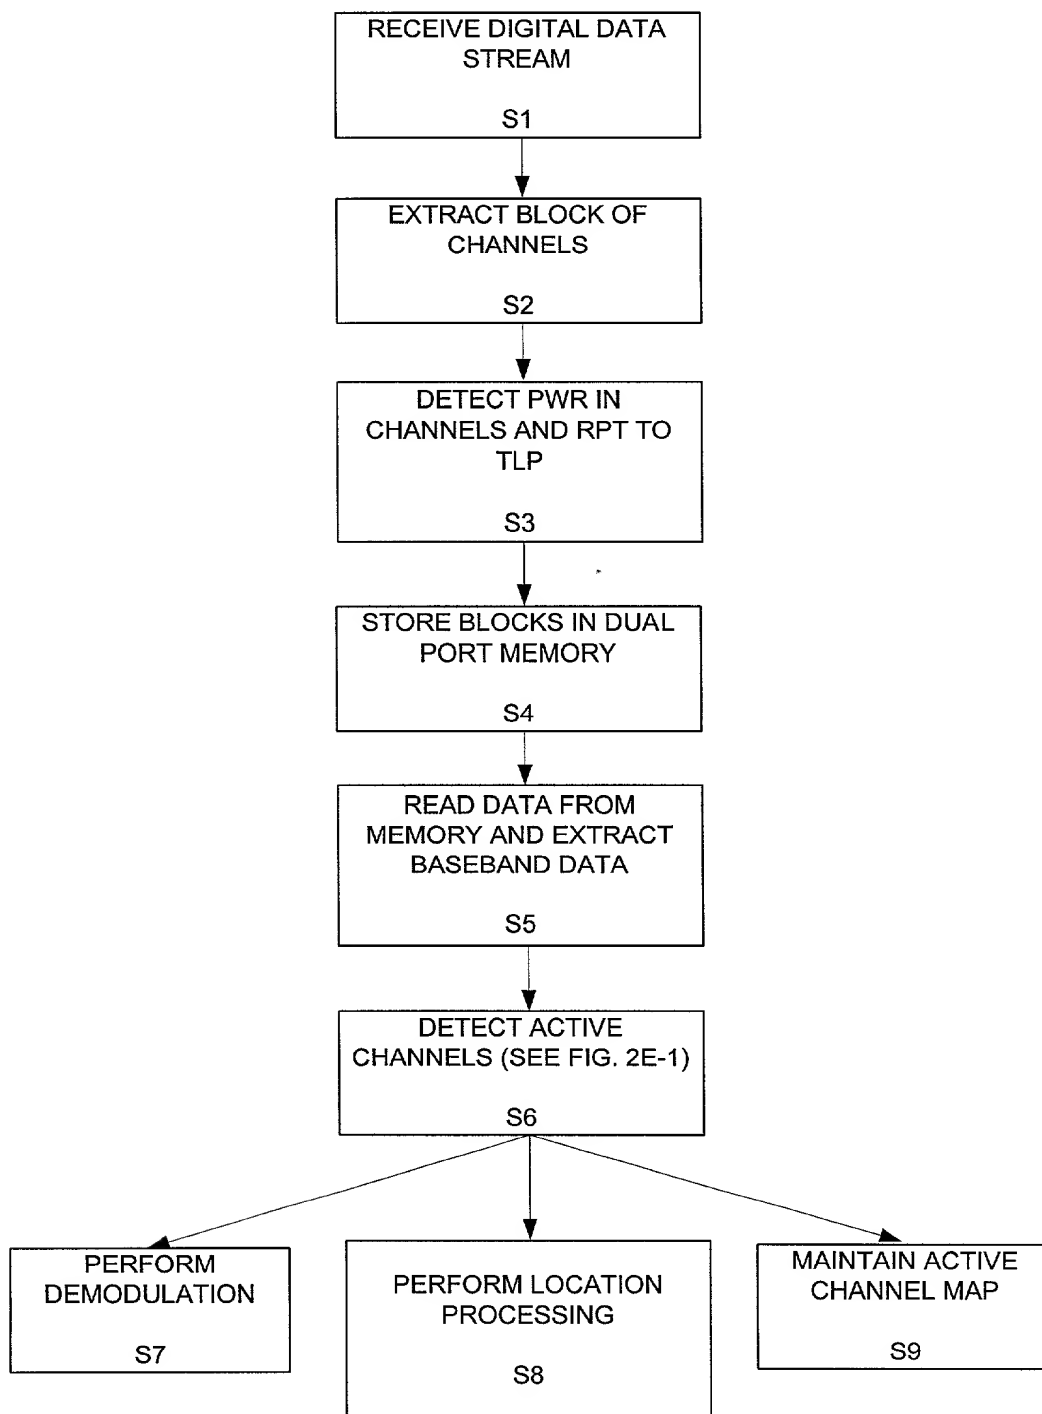 RECEIVE DIGITAL DATA
STREAM
S1
EXTRACT BLOCK OF
CHANNELS
S2
DETECT PWR IN
CHANNELS AND RPT TO
TLP
S3
STORE BLOCKS IN DUAL
PORT MEMORY
S4
READ DATA FROM
MEMORY AND EXTRACT
BASEBAND DATA
S5
DETECT ACTIVE
CHANNELS (SEE FIG. 2E-1)
S6
PERFORM
DEMODULATION
S7
PERFORM LOCATION
PROCESSING
S8
MAINTAIN ACTIVE
CHANNEL MAP
S9